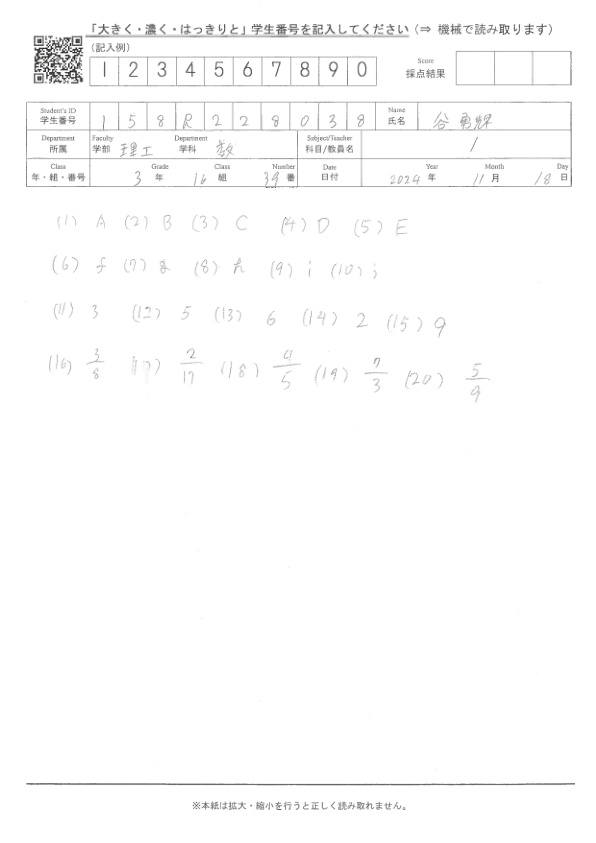 「大きく・濃く・はっきりと」学生番号を記入してください（⇒ 機械で読み取ります）
（記入例）
1 2 3 4 5 6 7 8 9 0
Score
採点結果
Student's ID
学生番号 1 5 8 R 2 2 8 0 3 8
Name
氏名 谷 勇輝
Department
所属
Faculty
学部 理工
Department
学科 数
Subject/Teacher
科目/教員名 /
Class
年・組・番号
Grade
3 年
Class
16 組
Number
39 番
Date
日付
Year
2024 年
Month
11 月
Day
18 日
(1) A (2) B (3) C (4) D (5) E
(6) f (7) g (8) h (9) i (10) j
(11) 3 (12) 5 (13) 6 (14) 2 (15) 9
(16) 3/8 (17) 2/17 (18) 4/5 (19) 7/3 (20) 5/9
※本紙は拡大・縮小を行うと正しく読み取れません。